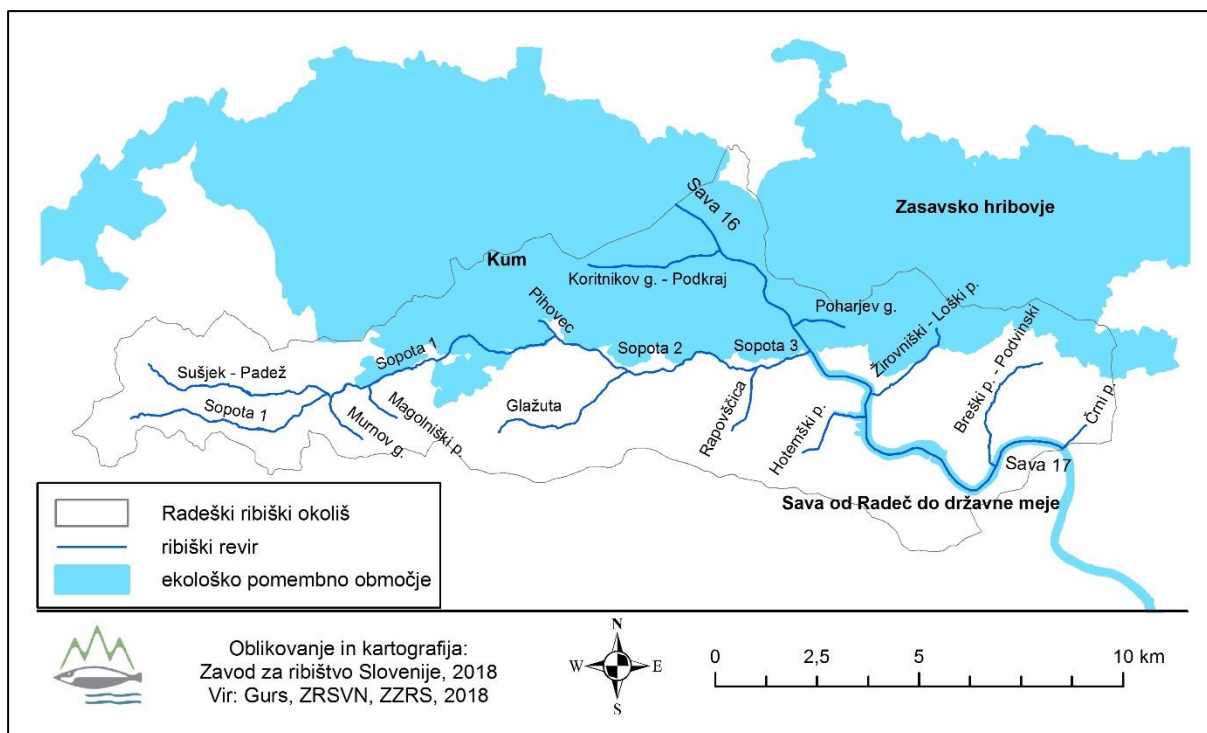 Sava 16
Zasavsko hribovje
Kum
Koritnikov g. - Podkraj
Pihovec
Poharjev g.
Žirovniški - Loški p.
Sopota 1
Sopota 2
Sopota 3
Breški p. - Podvinski
Sušjek - Padež
Magolniški p.
Glažuta
Rapovščica
Črni p.
Sopota 1
Murnov g.
Hotemški p.
Sava 17
Sava od Radeč do državne meje
Radeški ribiški okoliš
ribiški revir
ekološko pomembno območje
Oblikovanje in kartografija:
Zavod za ribištvo Slovenije, 2018
Vir: Gurs, ZRSVN, ZZRS, 2018
N
W E
S
0 2,5 5 10 km